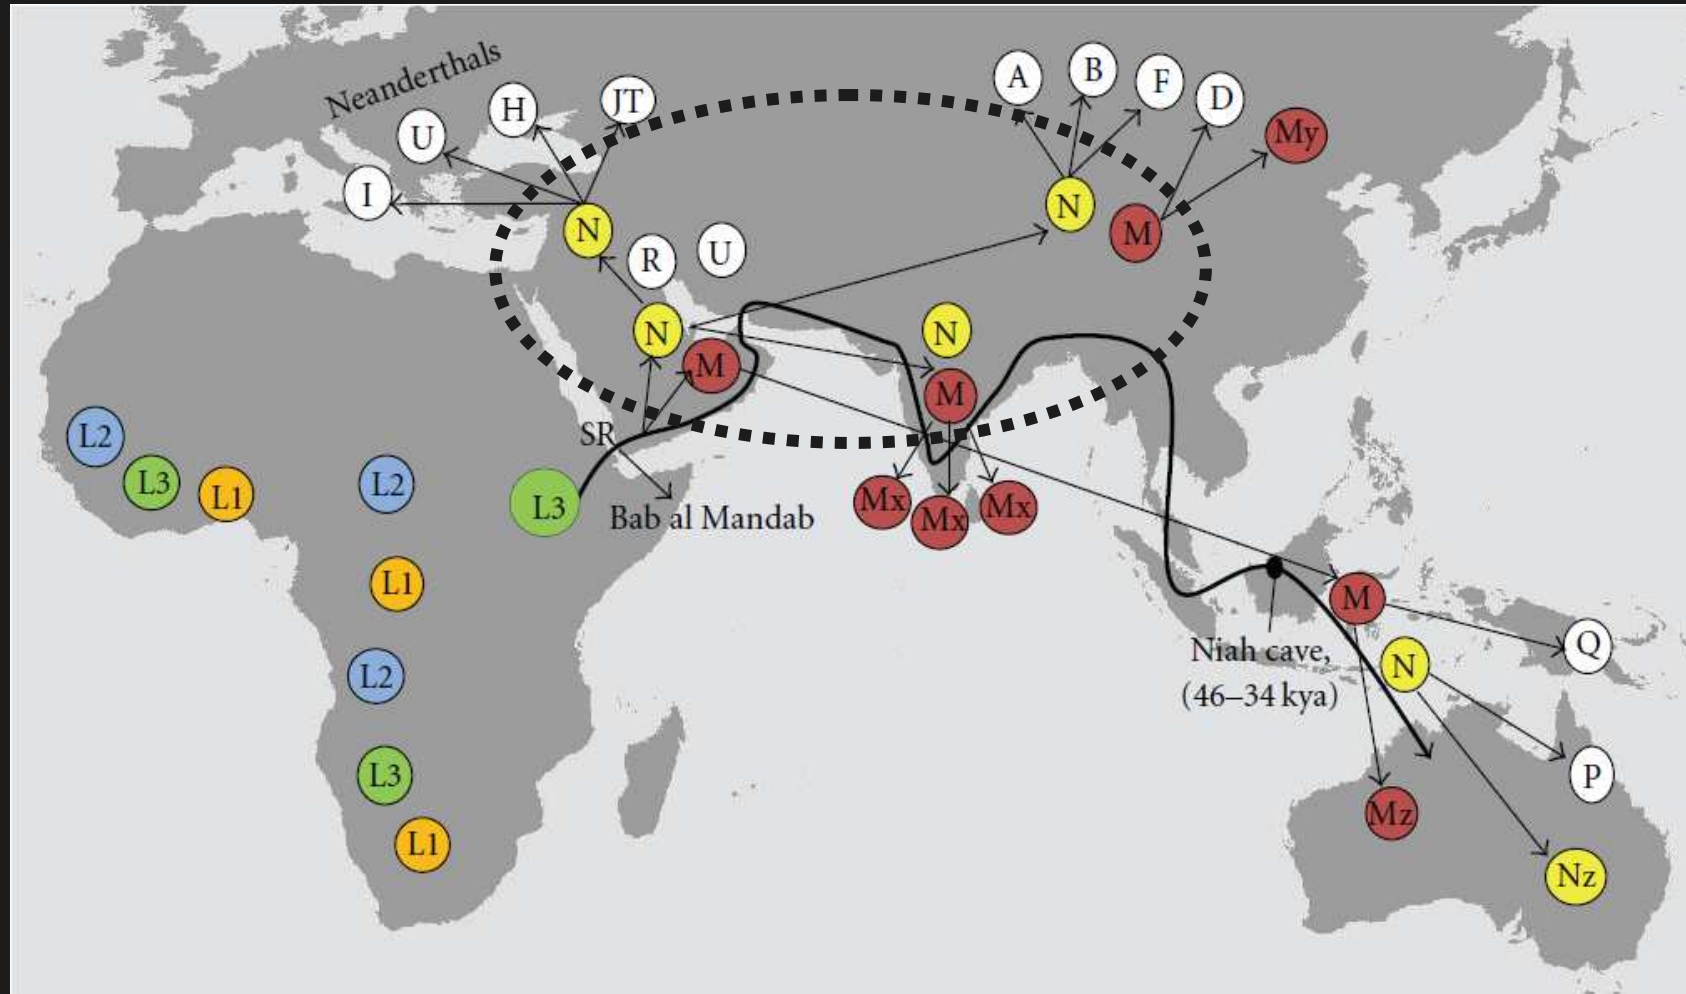 Neanderthals
A
B
F
D
My
JT
H
U
I
N
R
U
N
M
N
M
N
M
Mx
Mx
Mx
SR
Bab al Mandab
L2
L3
L1
L2
L3
L1
L2
L3
L1
M
N
Niah cave,
(46–34 kya)
Q
P
Mz
Nz